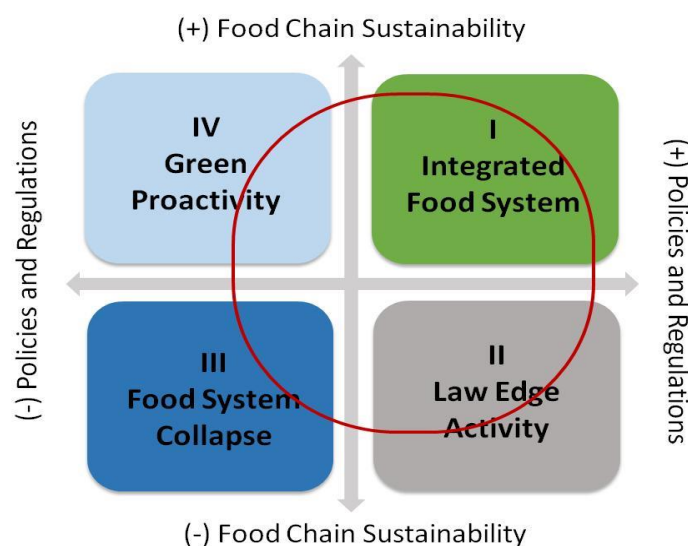 (+) Food Chain Sustainability
IV
Green
Proactivity
I
Integrated
Food System
(-) Policies and Regulations
(+) Policies and Regulations
III
Food System
Collapse
II
Law Edge
Activity
(-) Food Chain Sustainability